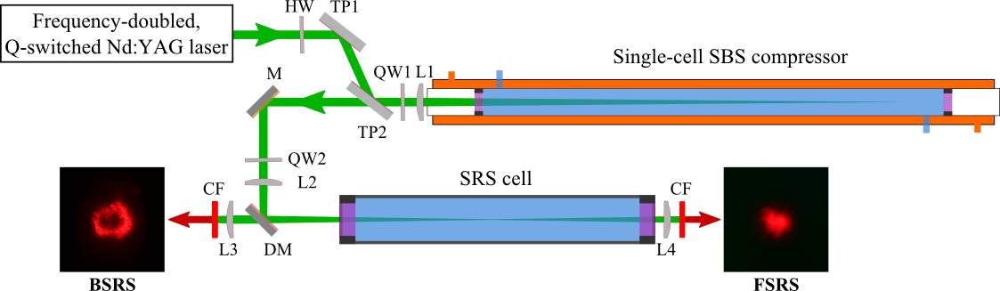 Frequency-doubled,
Q-switched Nd:YAG laser
HW
TP1
M
QW1
L1
Single-cell SBS compressor
TP2
QW2
L2
SRS cell
CF
CF
L3
DM
L4
BSRS
FSRS